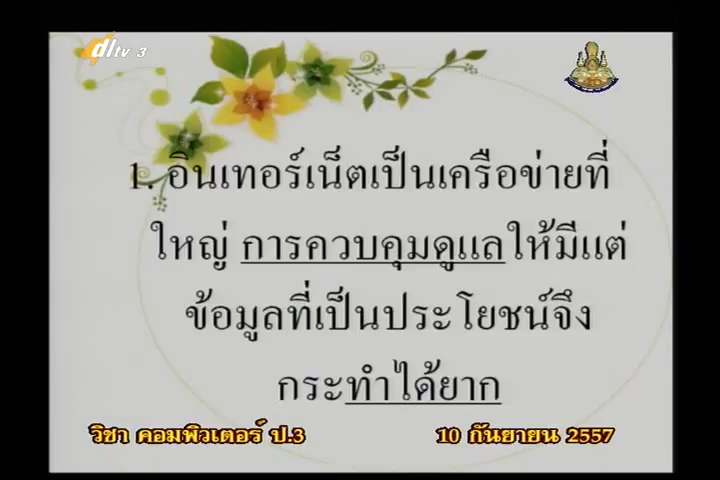 dltv 3
1. อินเทอร์เน็ตเป็นเครือข่ายที่
ใหญ่ การควบคุมดูแลให้มีแต่
ข้อมูลที่เป็นประโยชน์จึง
กระทำได้ยาก
วิชา คอมพิวเตอร์ ป.3
10 กันยายน 2557